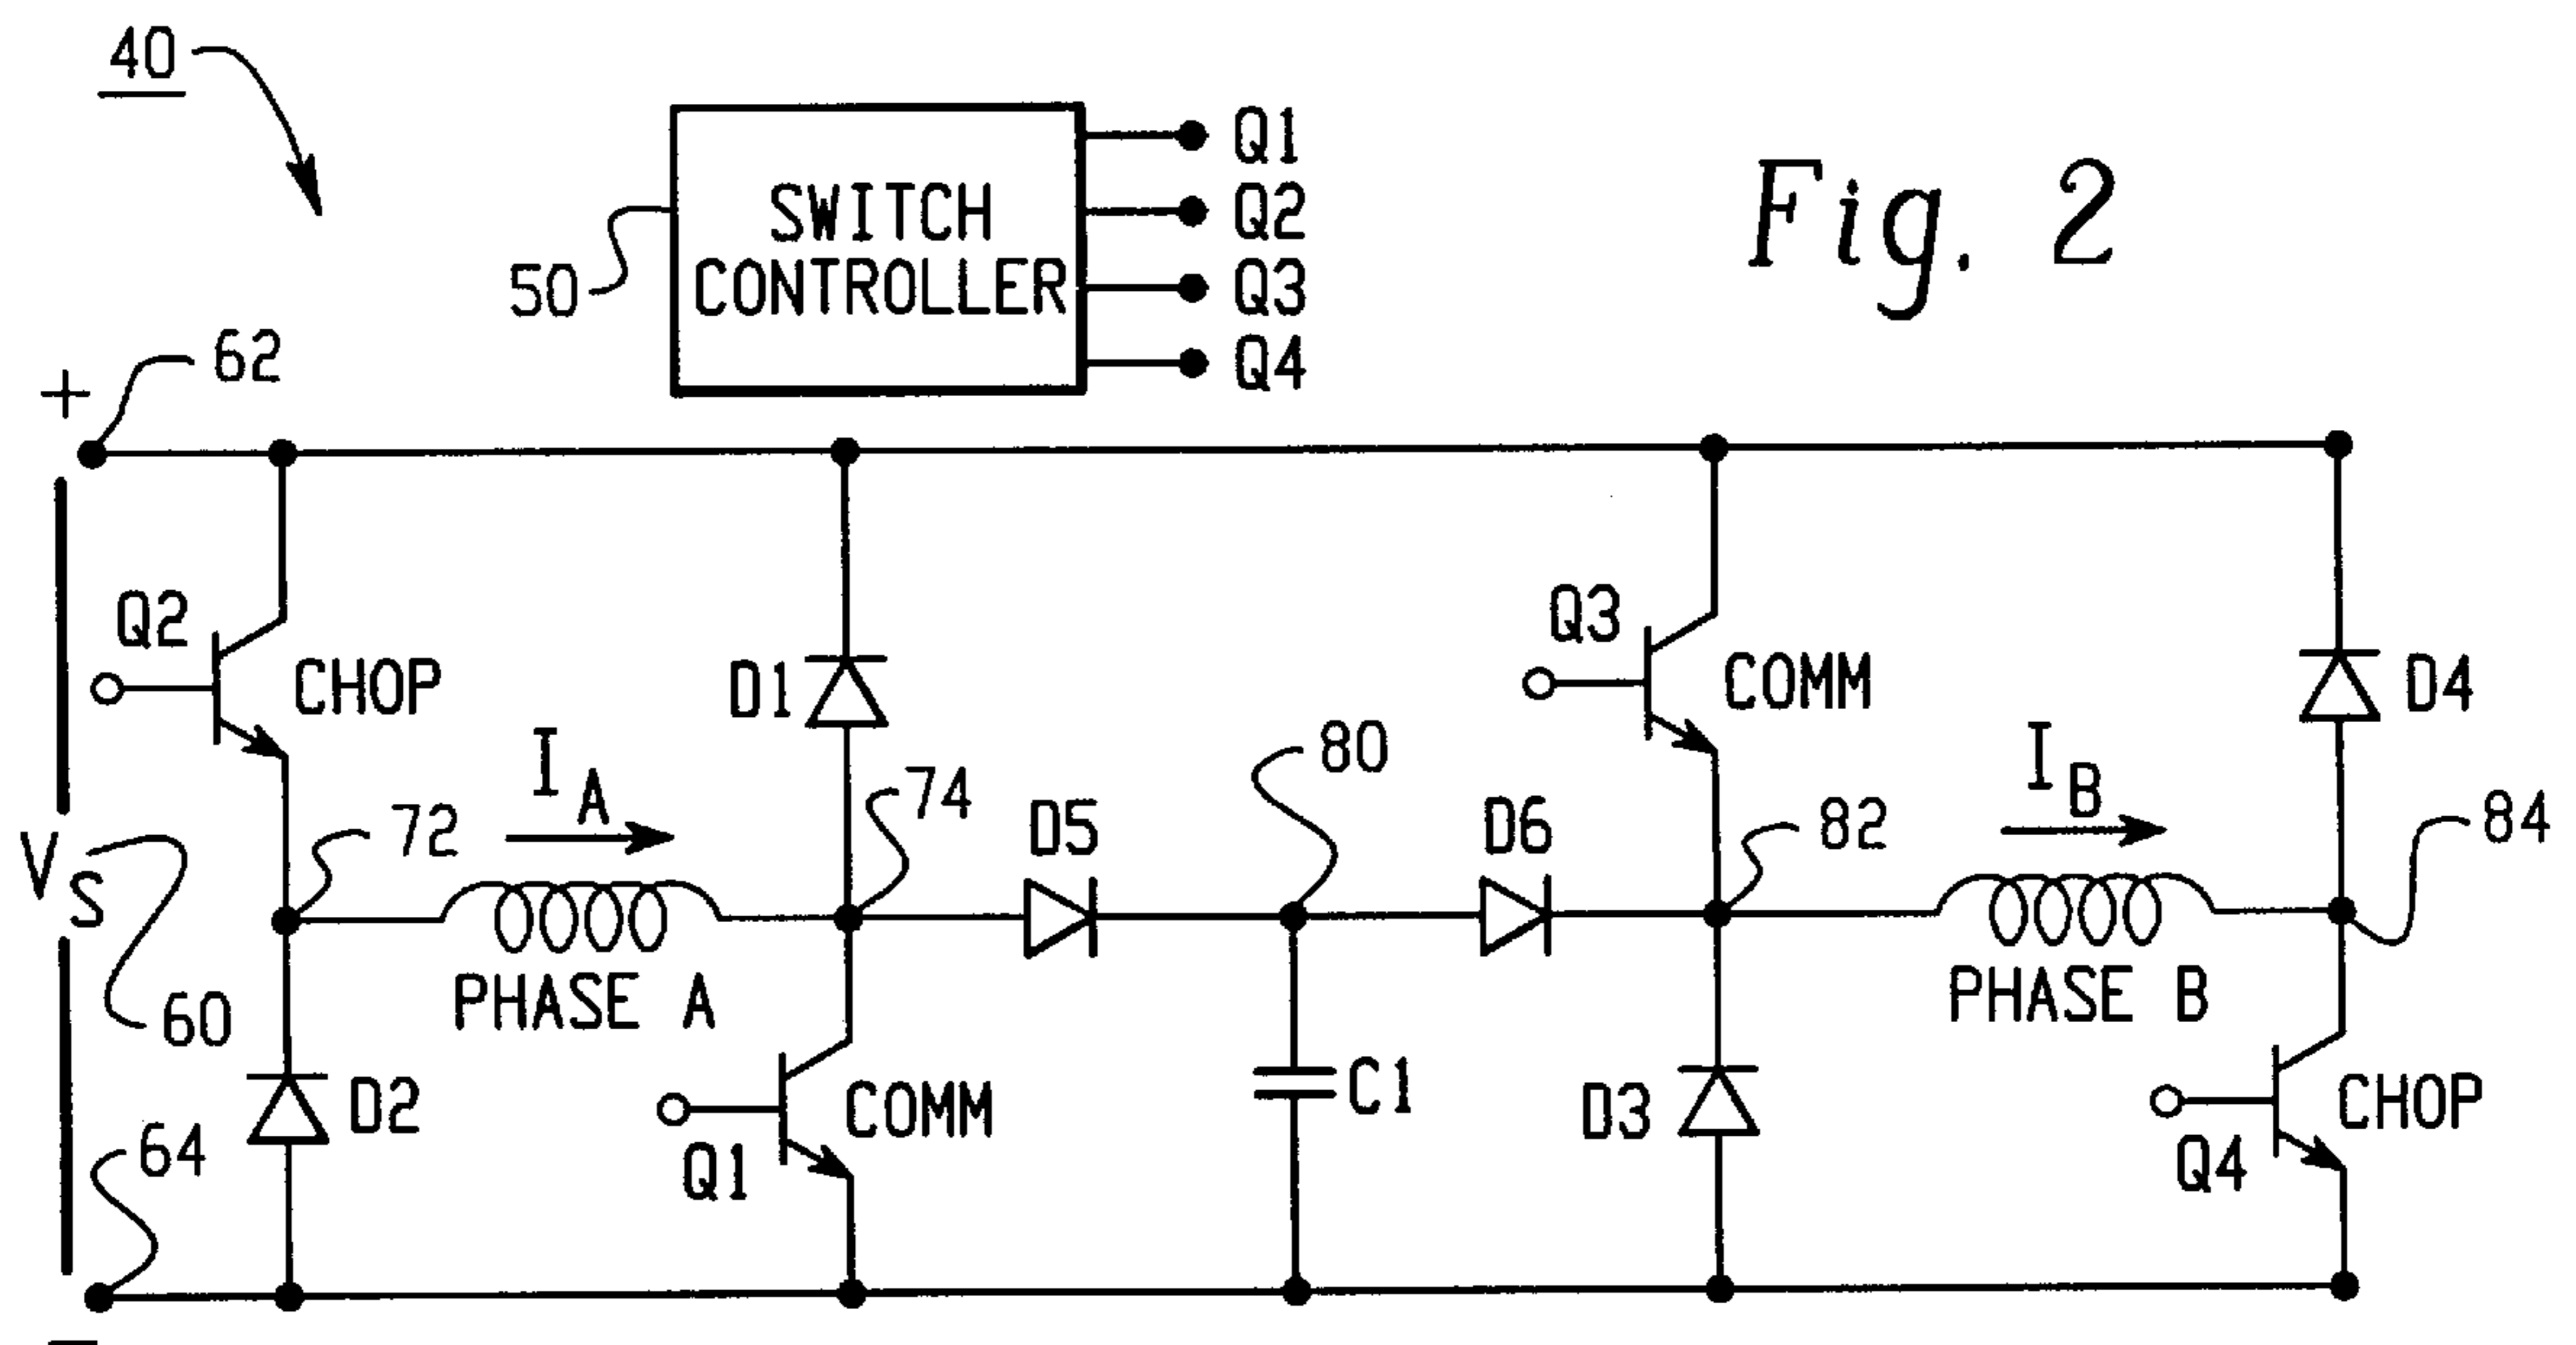 40
Q1
Q2
Q3
Q4
SWITCH
CONTROLLER
50
Fig. 2
62
+
Q2
CHOP
D1
Q3
COMM
D4
I A
72
74
80
D5
D6
82
I B
84
V S
60
PHASE A
PHASE B
D2
Q1
COMM
C1
D3
CHOP
Q4
64
−